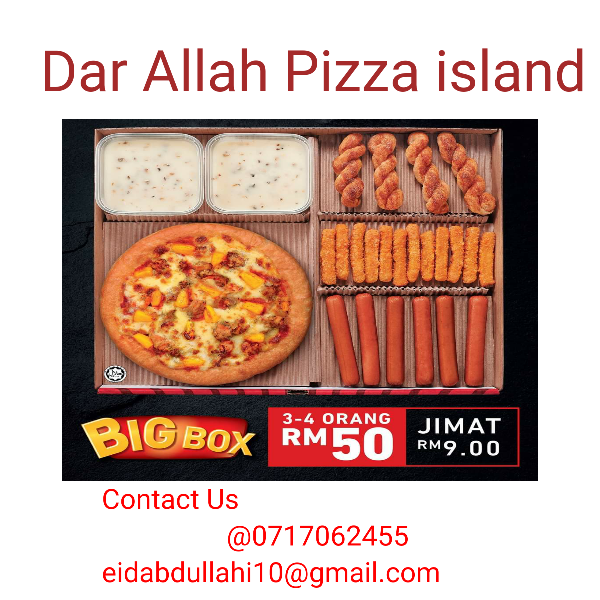 Dar Allah Pizza island
BIG BOX
3-4 ORANG
RM50
JIMAT
RM9.00
Contact Us
@0717062455
eidabdullahi10@gmail.com